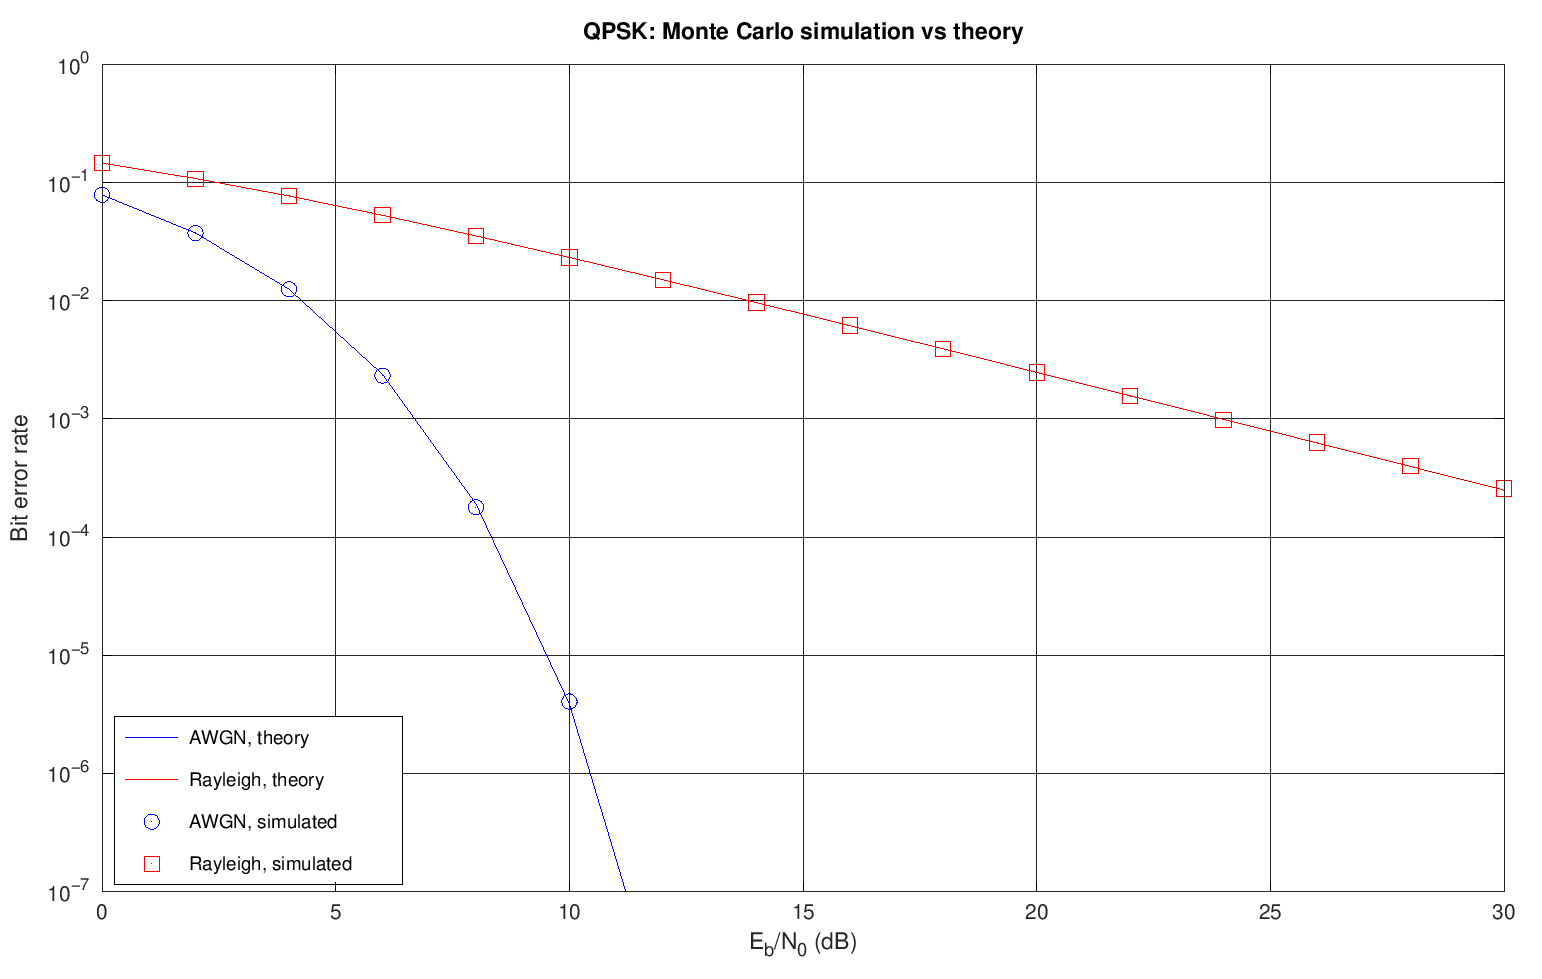 QPSK: Monte Carlo simulation vs theory
10^0
10^−1
10^−2
10^−3
10^−4
10^−5
10^−6
10^−7
Bit error rate
AWGN, theory
Rayleigh, theory
AWGN, simulated
Rayleigh, simulated
0 5 10 15 20 25 30
E_b/N_0 (dB)